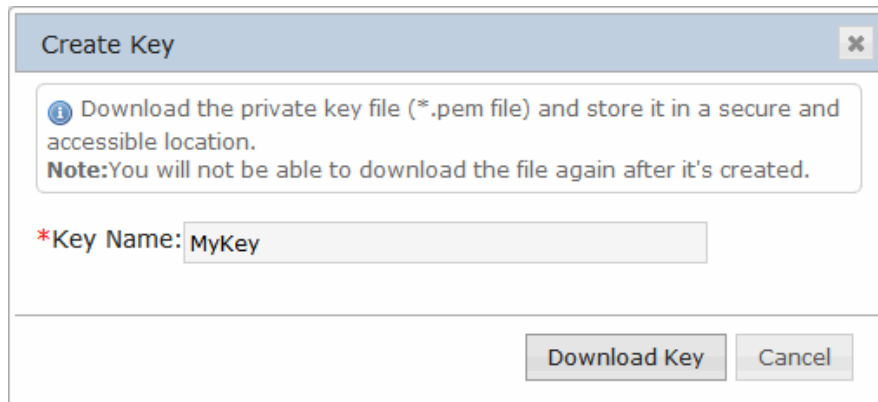 Create Key
Download the private key file (*.pem file) and store it in a secure and
accessible location.
Note:You will not be able to download the file again after it's created.
*Key Name: MyKey
Download Key Cancel